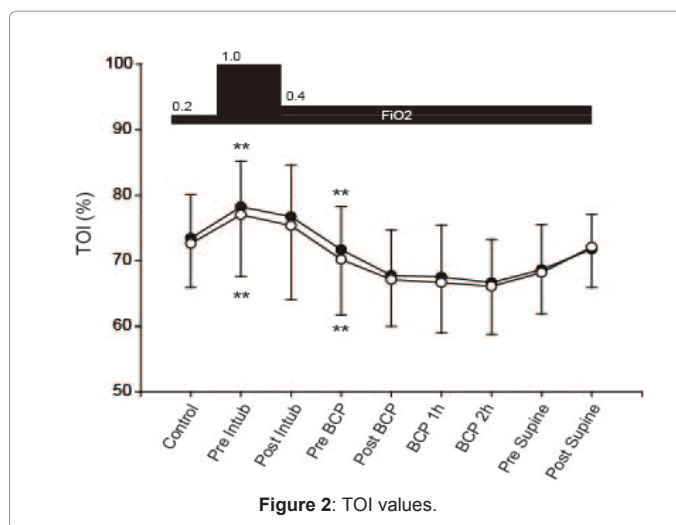 100
90
80
70
60
50
TOI (%)
1.0
0.2
0.4
FiO2
**
**
**
**
Control
Pre Intub
Post Intub
Pre BCP
Post BCP
BCP 1h
BCP 2h
Pre Supine
Post Supine
Figure 2: TOI values.